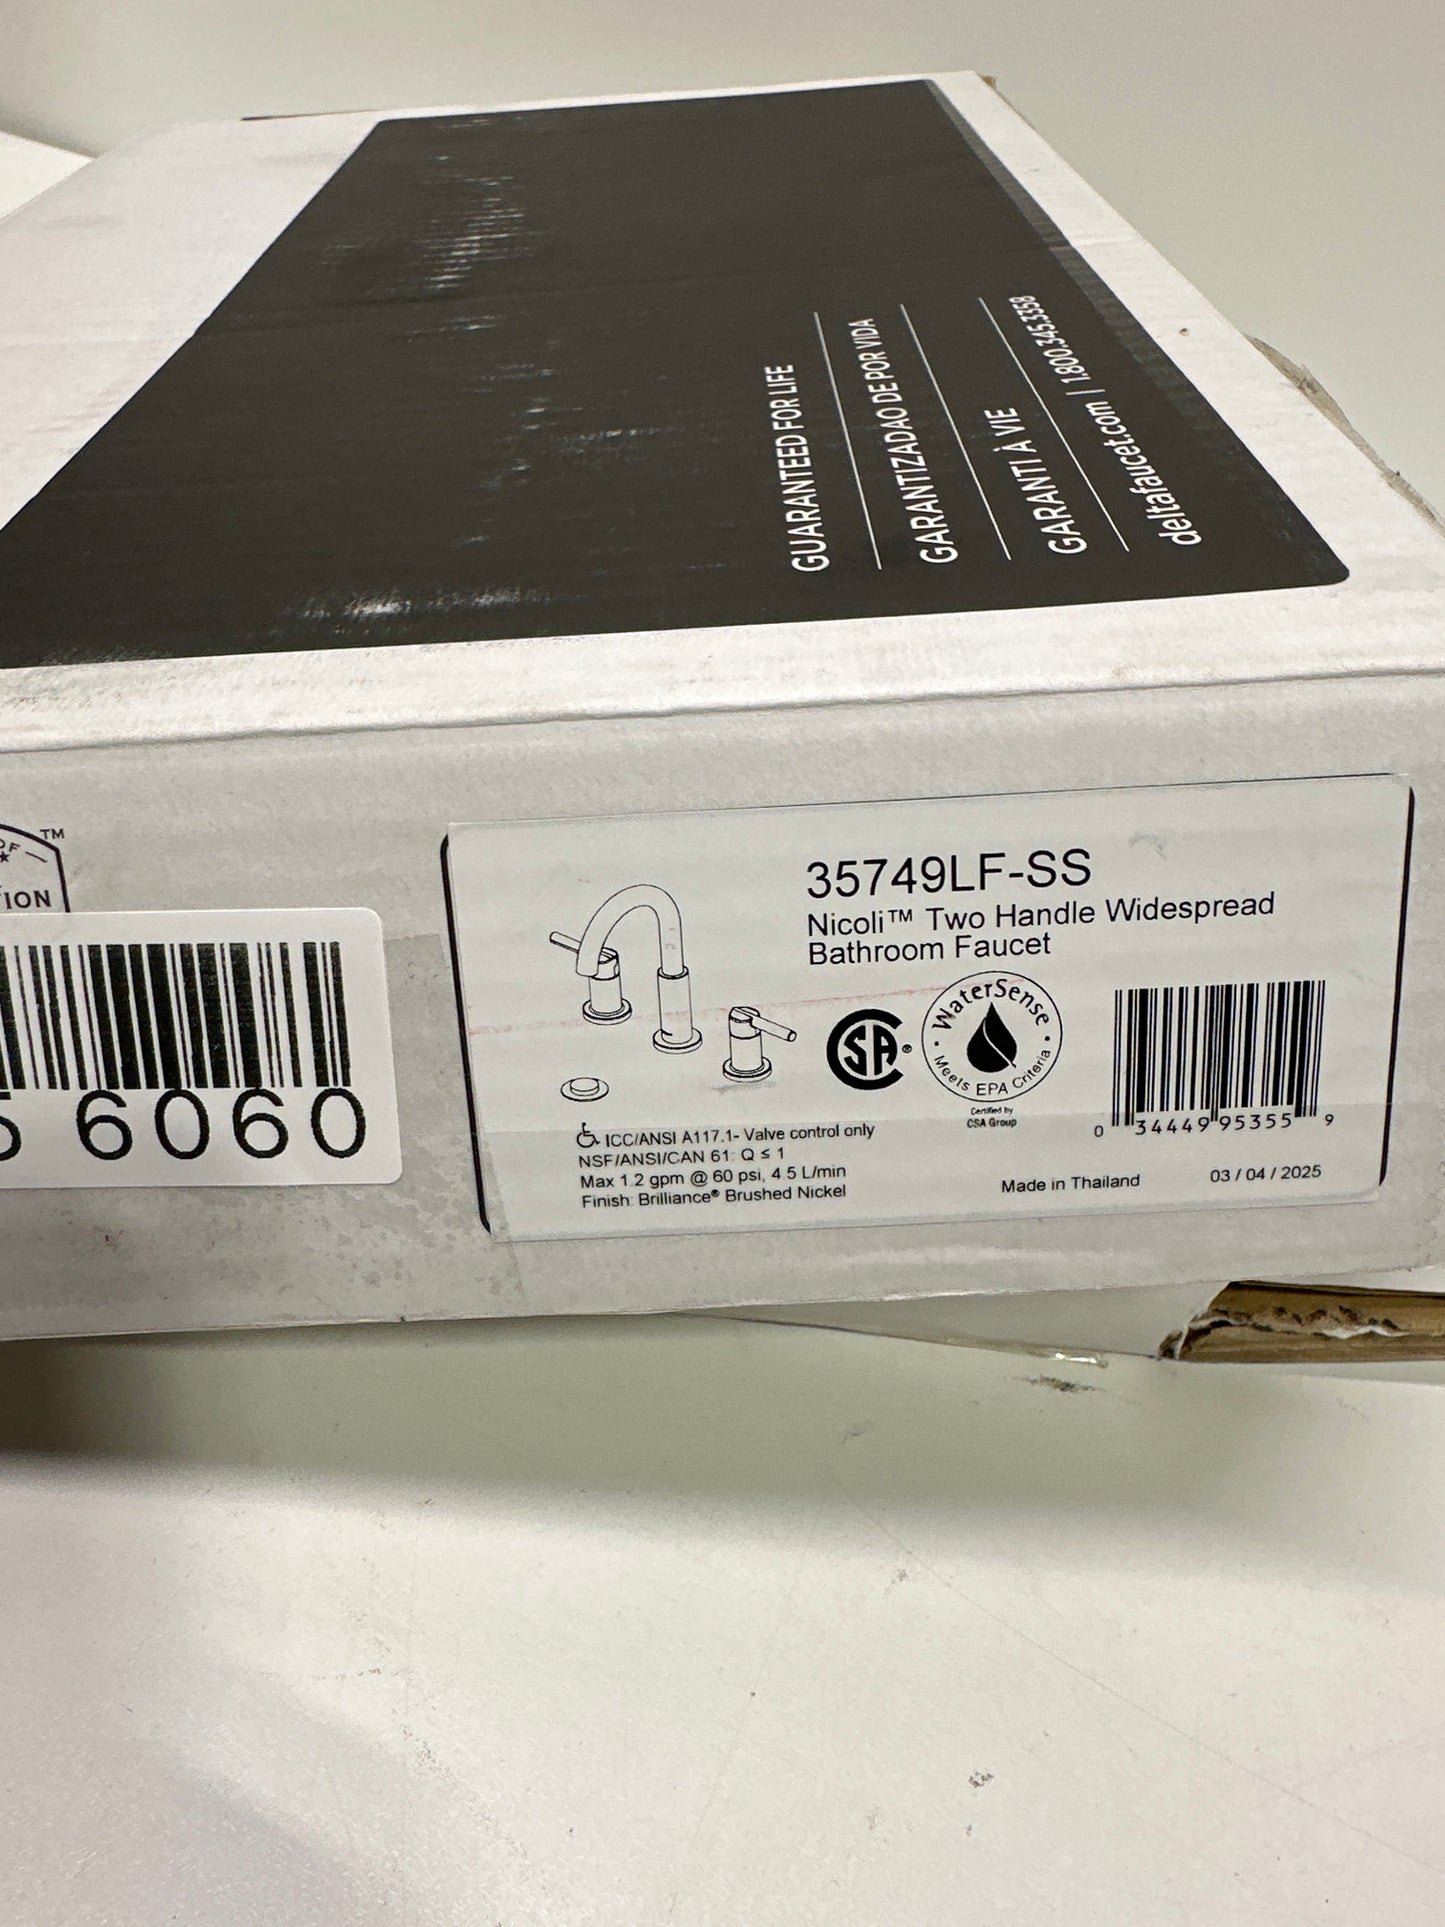 GUARANTEED FOR LIFE
GARANTIZADAO DE POR VIDA
GARANTI À VIE
deltafaucet.com | 1.800.345.3358
TM
OF
TION
6060
35749LF-SS
Nicoli™ Two Handle Widespread
Bathroom Faucet
CSA®
WaterSense
Meets EPA Criteria
Certified by
CSA Group
ICC/ANSI A117.1- Valve control only
NSF/ANSI/CAN 61: Q ≤ 1
Max 1.2 gpm @ 60 psi, 4 5 L/min
Finish: Brilliance® Brushed Nickel
0 34449 95355 9
Made in Thailand
03 / 04 / 2025